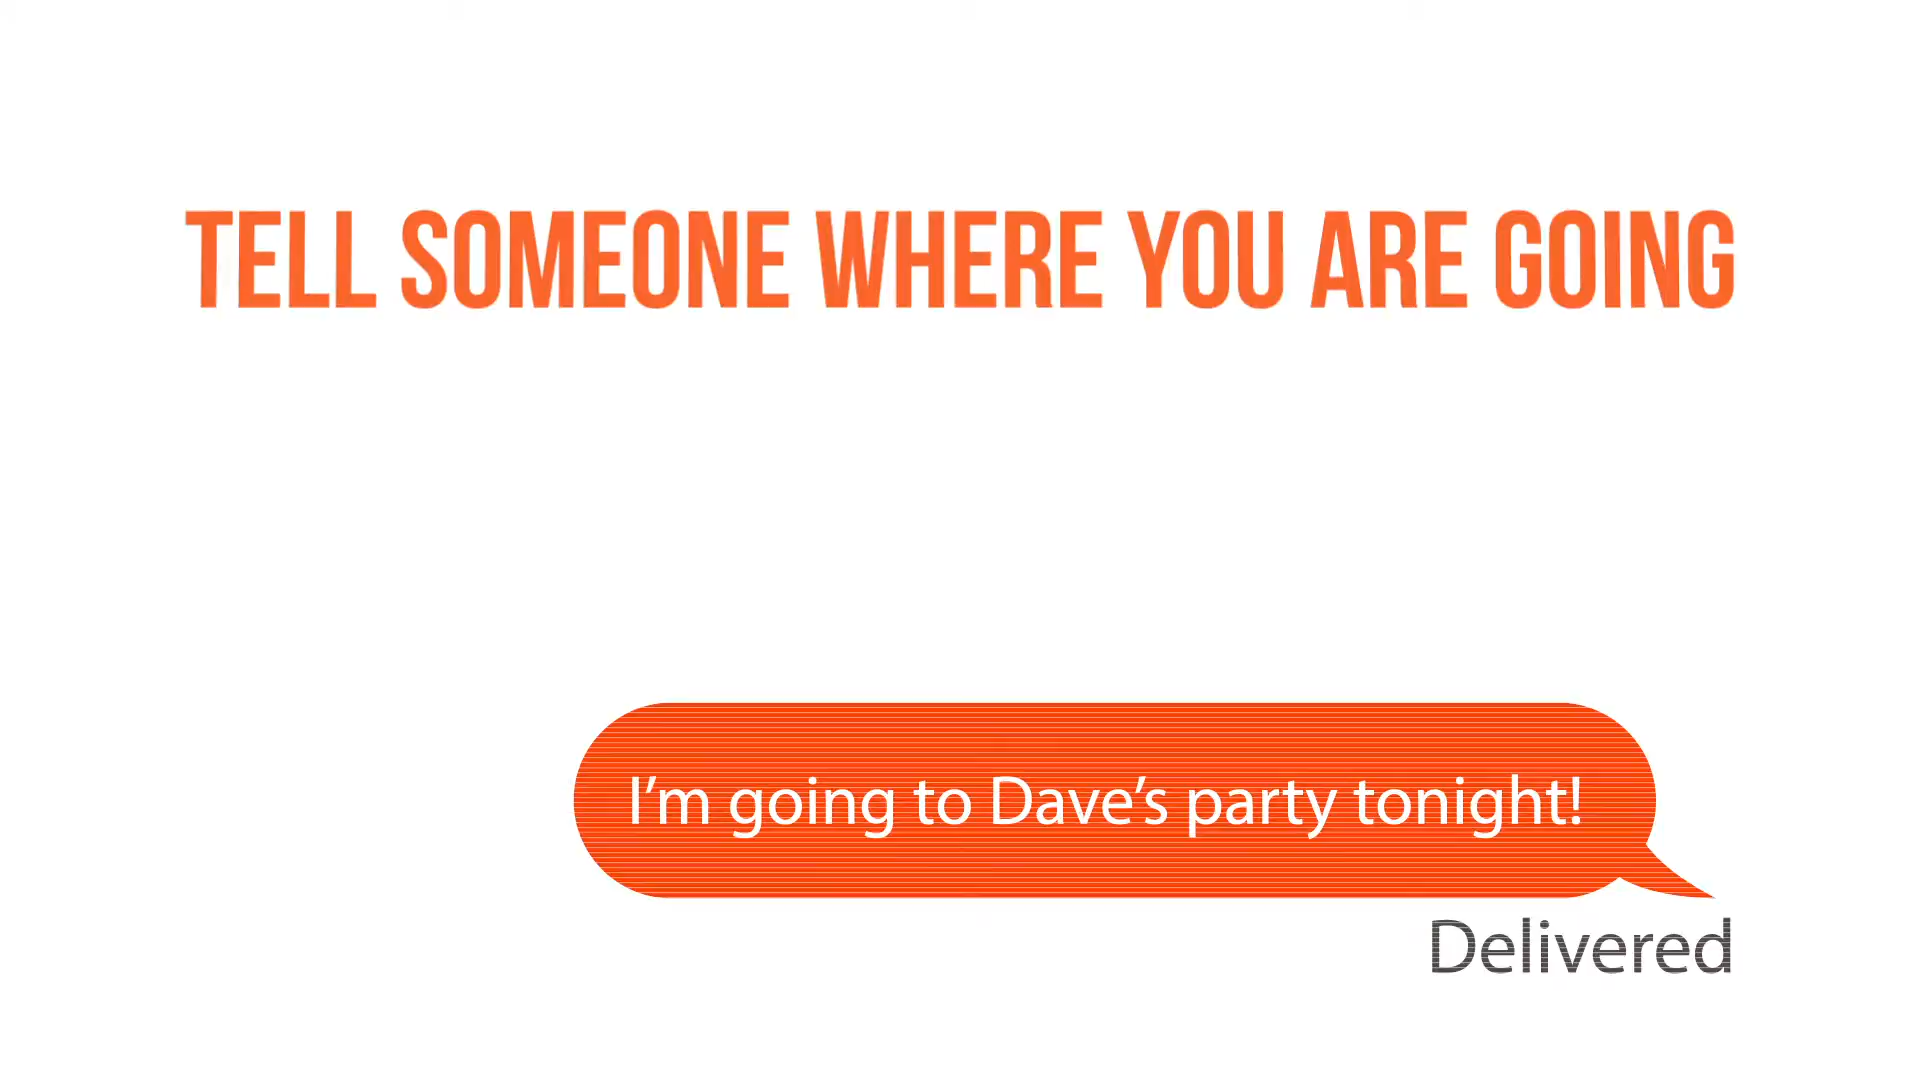 TELL SOMEONE WHERE YOU ARE GOING
I’m going to Dave’s party tonight!
Delivered